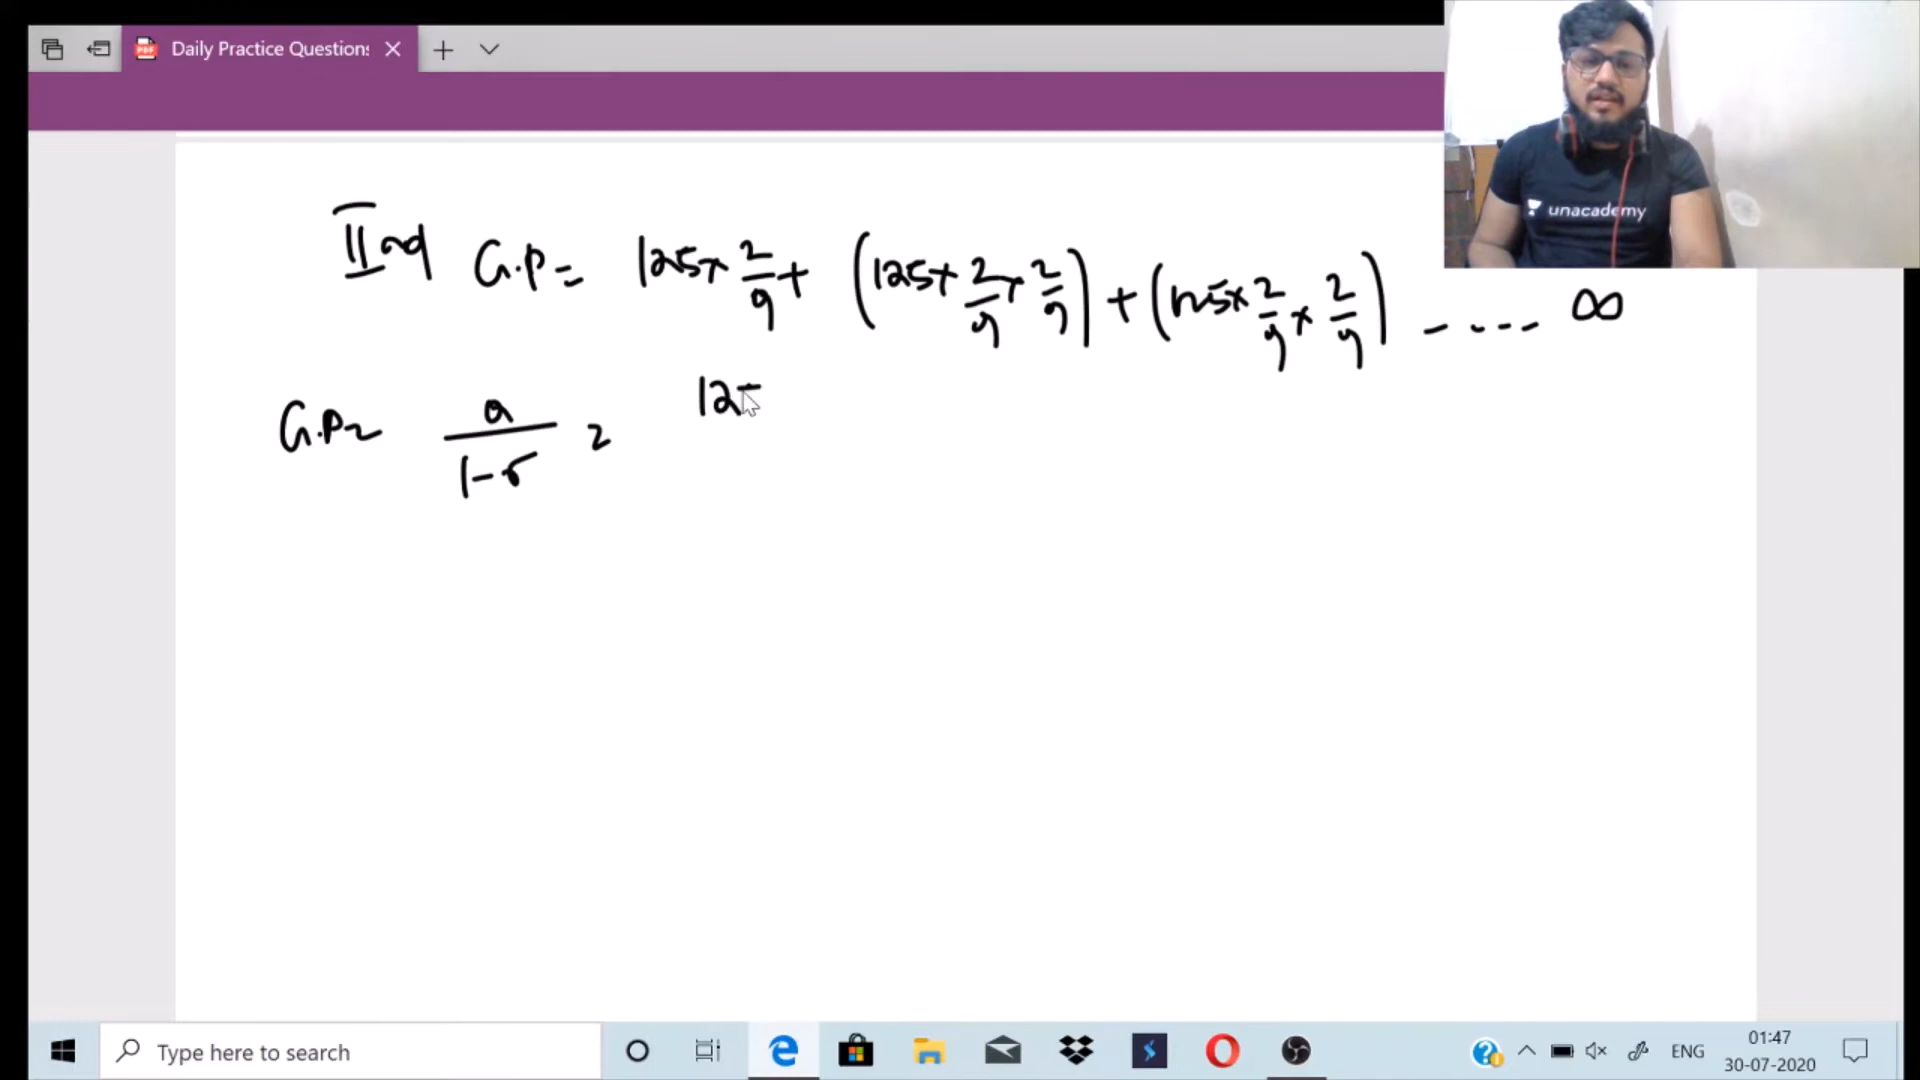 Daily Practice Questions
unacademy
IInd G.P = 125 × 2/9 + (125 × 2/9 × 2/9) + (125 × 2/9 × 2/9) - - - - - ∞
G.P = a/(1-r) = 125
Type here to search
ENG
01:47
30-07-2020